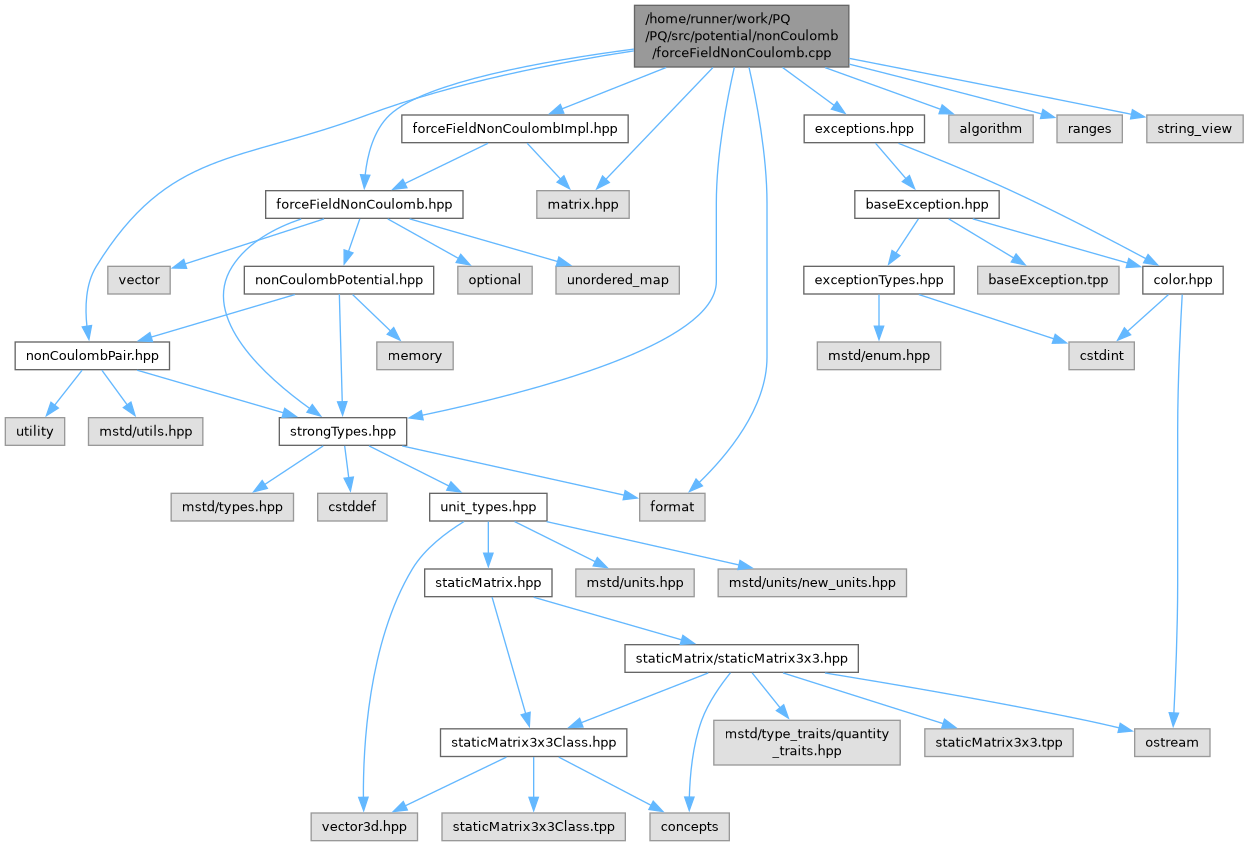 /home/runner/work/PQ
/PQ/src/potential/nonCoulomb
/forceFieldNonCoulomb.cpp
forceFieldNonCoulombImpl.hpp
exceptions.hpp
algorithm
ranges
string_view
forceFieldNonCoulomb.hpp
matrix.hpp
baseException.hpp
vector
nonCoulombPotential.hpp
optional
unordered_map
exceptionTypes.hpp
baseException.tpp
color.hpp
nonCoulombPair.hpp
memory
mstd/enum.hpp
cstdint
utility
mstd/utils.hpp
strongTypes.hpp
mstd/types.hpp
cstddef
unit_types.hpp
format
staticMatrix.hpp
mstd/units.hpp
mstd/units/new_units.hpp
staticMatrix/staticMatrix3x3.hpp
staticMatrix3x3Class.hpp
mstd/type_traits/quantity
_traits.hpp
staticMatrix3x3.tpp
ostream
vector3d.hpp
staticMatrix3x3Class.tpp
concepts